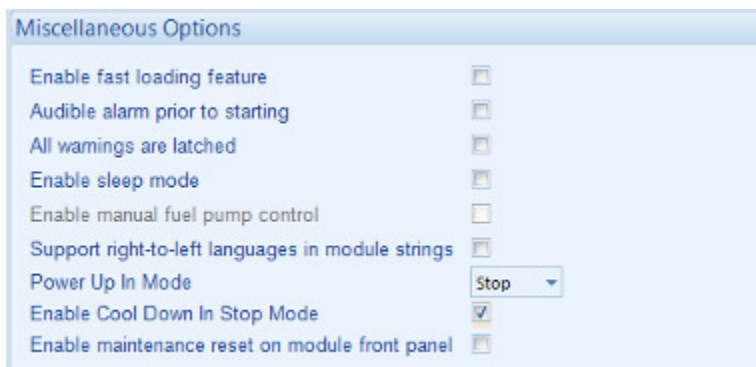 Miscellaneous Options
Enable fast loading feature
Audible alarm prior to starting
All warnings are latched
Enable sleep mode
Enable manual fuel pump control
Support right-to-left languages in module strings
Power Up In Mode Stop
Enable Cool Down In Stop Mode
Enable maintenance reset on module front panel